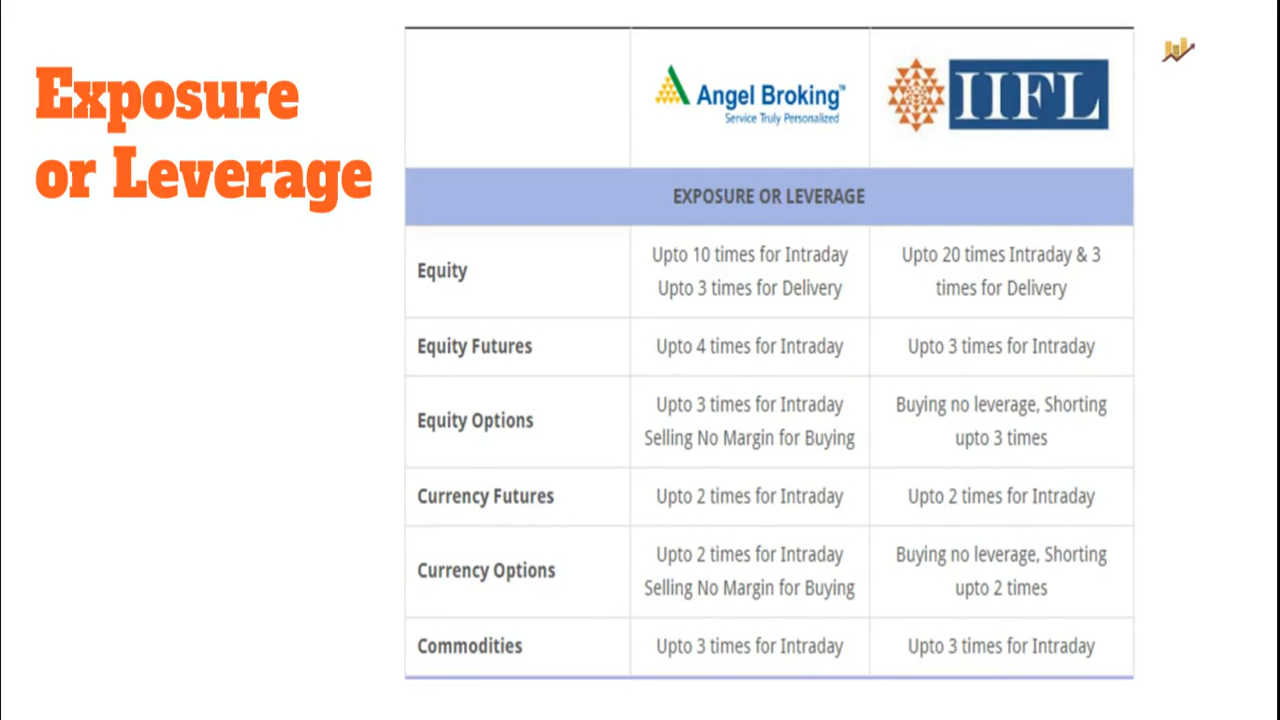 Exposure
or Leverage
Angel Broking™
Service Truly Personalized
IIFL
EXPOSURE OR LEVERAGE
Equity
Upto 10 times for Intraday
Upto 3 times for Delivery
Upto 20 times Intraday & 3
times for Delivery
Equity Futures
Upto 4 times for Intraday
Upto 3 times for Intraday
Equity Options
Upto 3 times for Intraday
Selling No Margin for Buying
Buying no leverage, Shorting
upto 3 times
Currency Futures
Upto 2 times for Intraday
Upto 2 times for Intraday
Currency Options
Upto 2 times for Intraday
Selling No Margin for Buying
Buying no leverage, Shorting
upto 2 times
Commodities
Upto 3 times for Intraday
Upto 3 times for Intraday